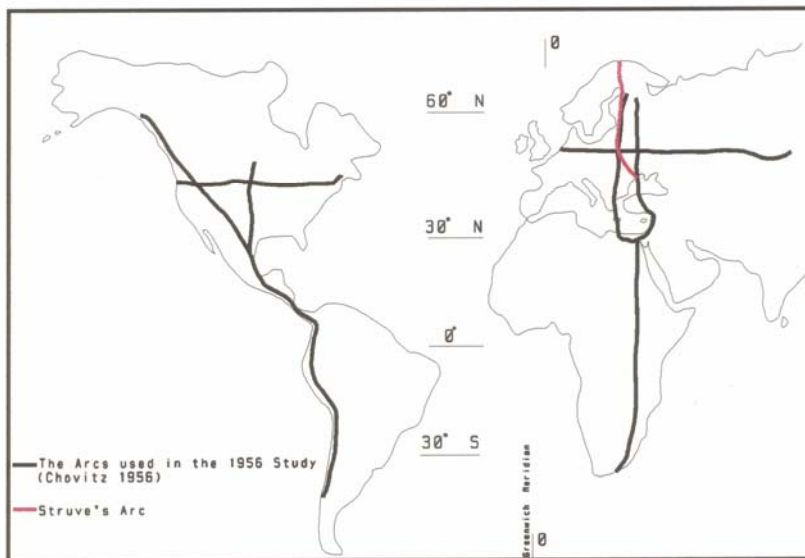 0
60° N
30° N
0°
30° S
The Arcs used in the 1956 Study
(Chovitz 1956)
Struve's Arc
Greenwich Meridian
0